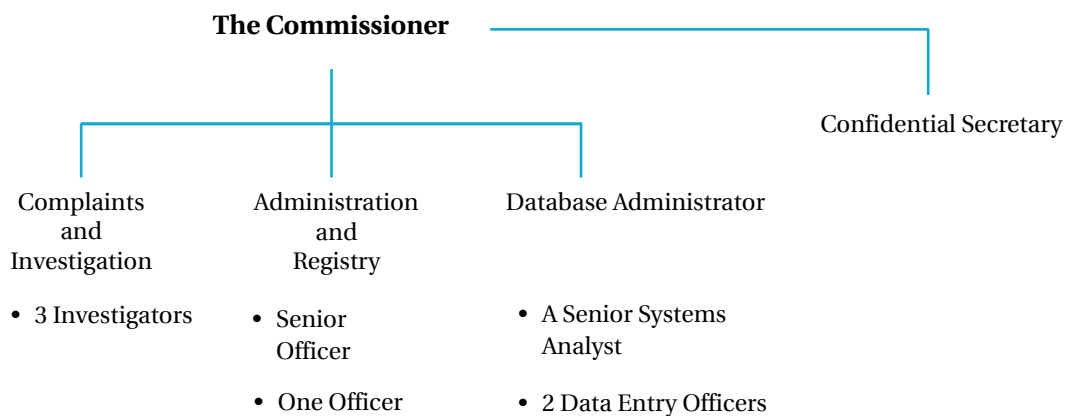 The Commissioner
Confidential Secretary
Complaints
and
Investigation
• 3 Investigators
Administration
and
Registry
• Senior
Officer
• One Officer
Database Administrator
• A Senior Systems
Analyst
• 2 Data Entry Officers